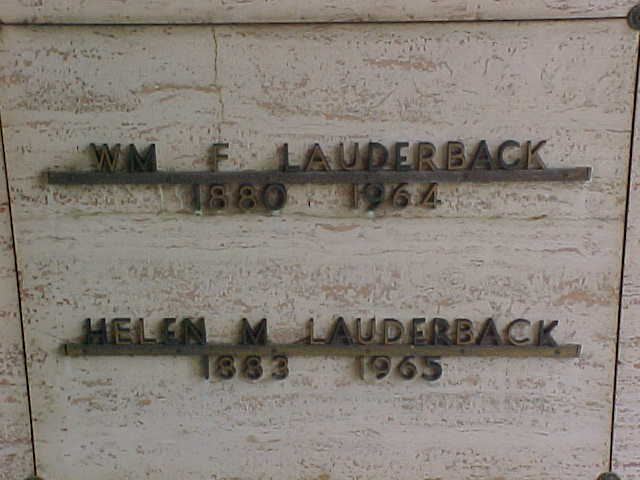 WM F LAUDERBACK
1880 1964
HELEN M LAUDERBACK
1883 1965